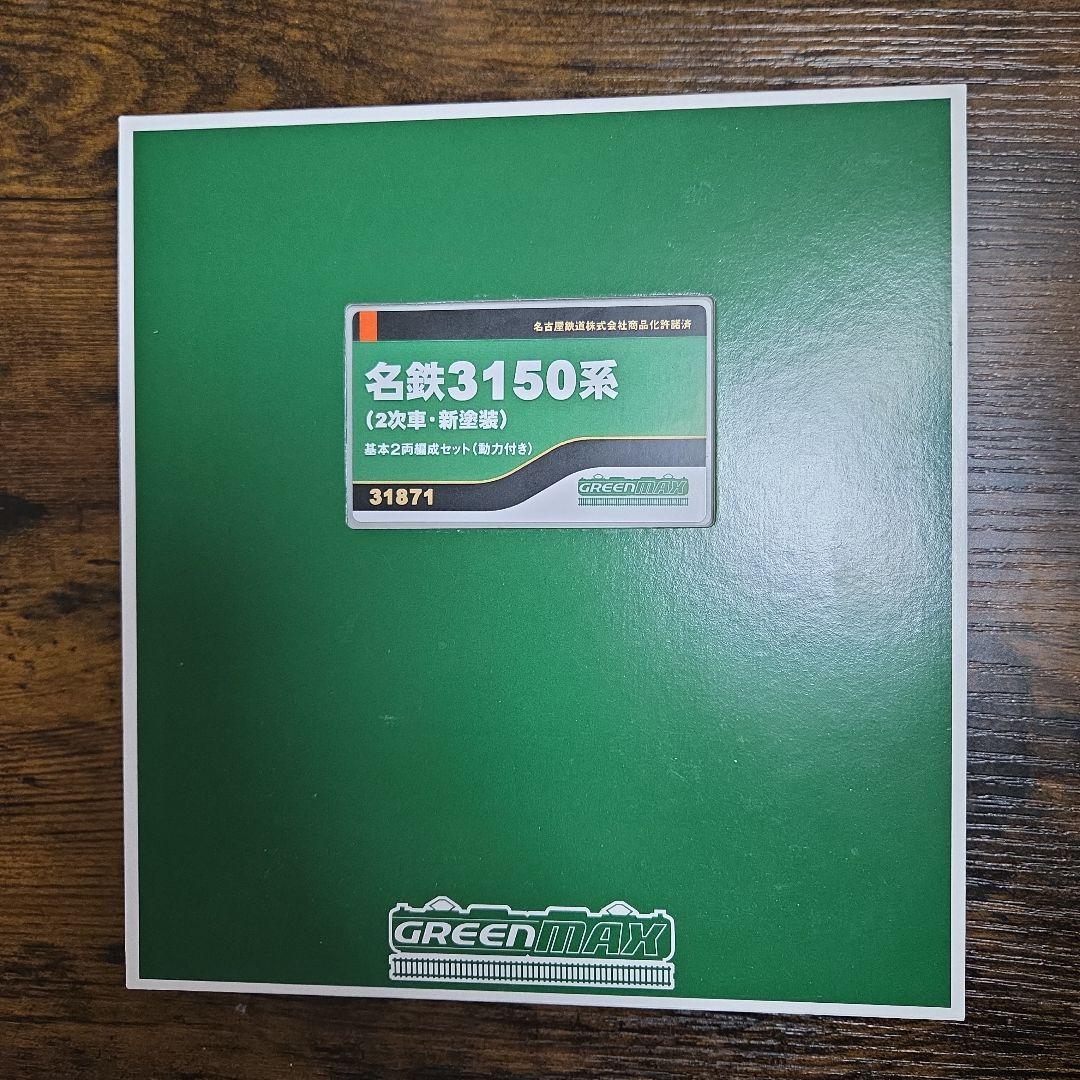 名古屋鉄道株式会社商品化許諾済
名鉄3150系
（2次車・新塗装）
基本2両編成セット（動力付き）
31871
GREENMAX
GREENMAX